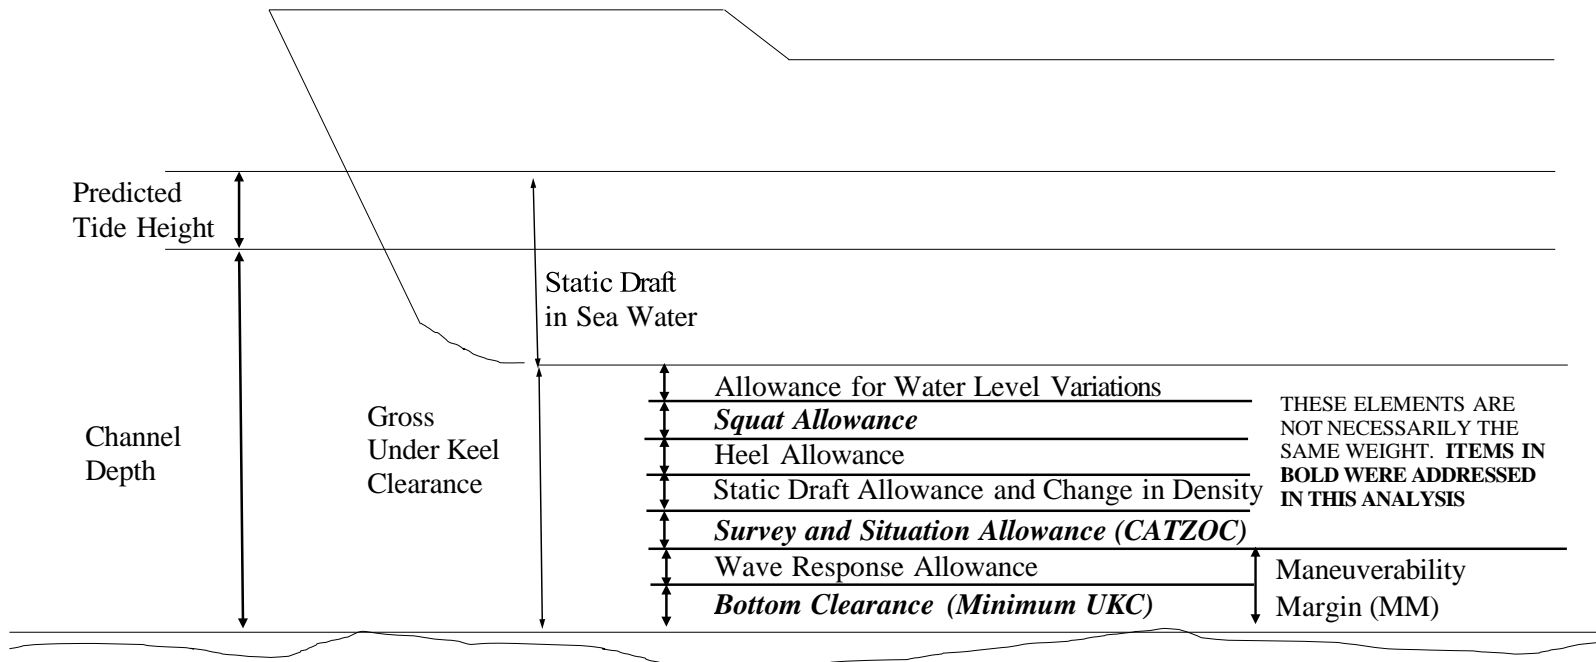 Predicted
Tide Height
Static Draft
in Sea Water
Channel
Depth
Gross
Under Keel
Clearance
Allowance for Water Level Variations
Squat Allowance
Heel Allowance
Static Draft Allowance and Change in Density
Survey and Situation Allowance (CATZOC)
Wave Response Allowance
Bottom Clearance (Minimum UKC)
THESE ELEMENTS ARE
NOT NECESSARILY THE
SAME WEIGHT. ITEMS IN
BOLD WERE ADDRESSED
IN THIS ANALYSIS
Maneuverability
Margin (MM)